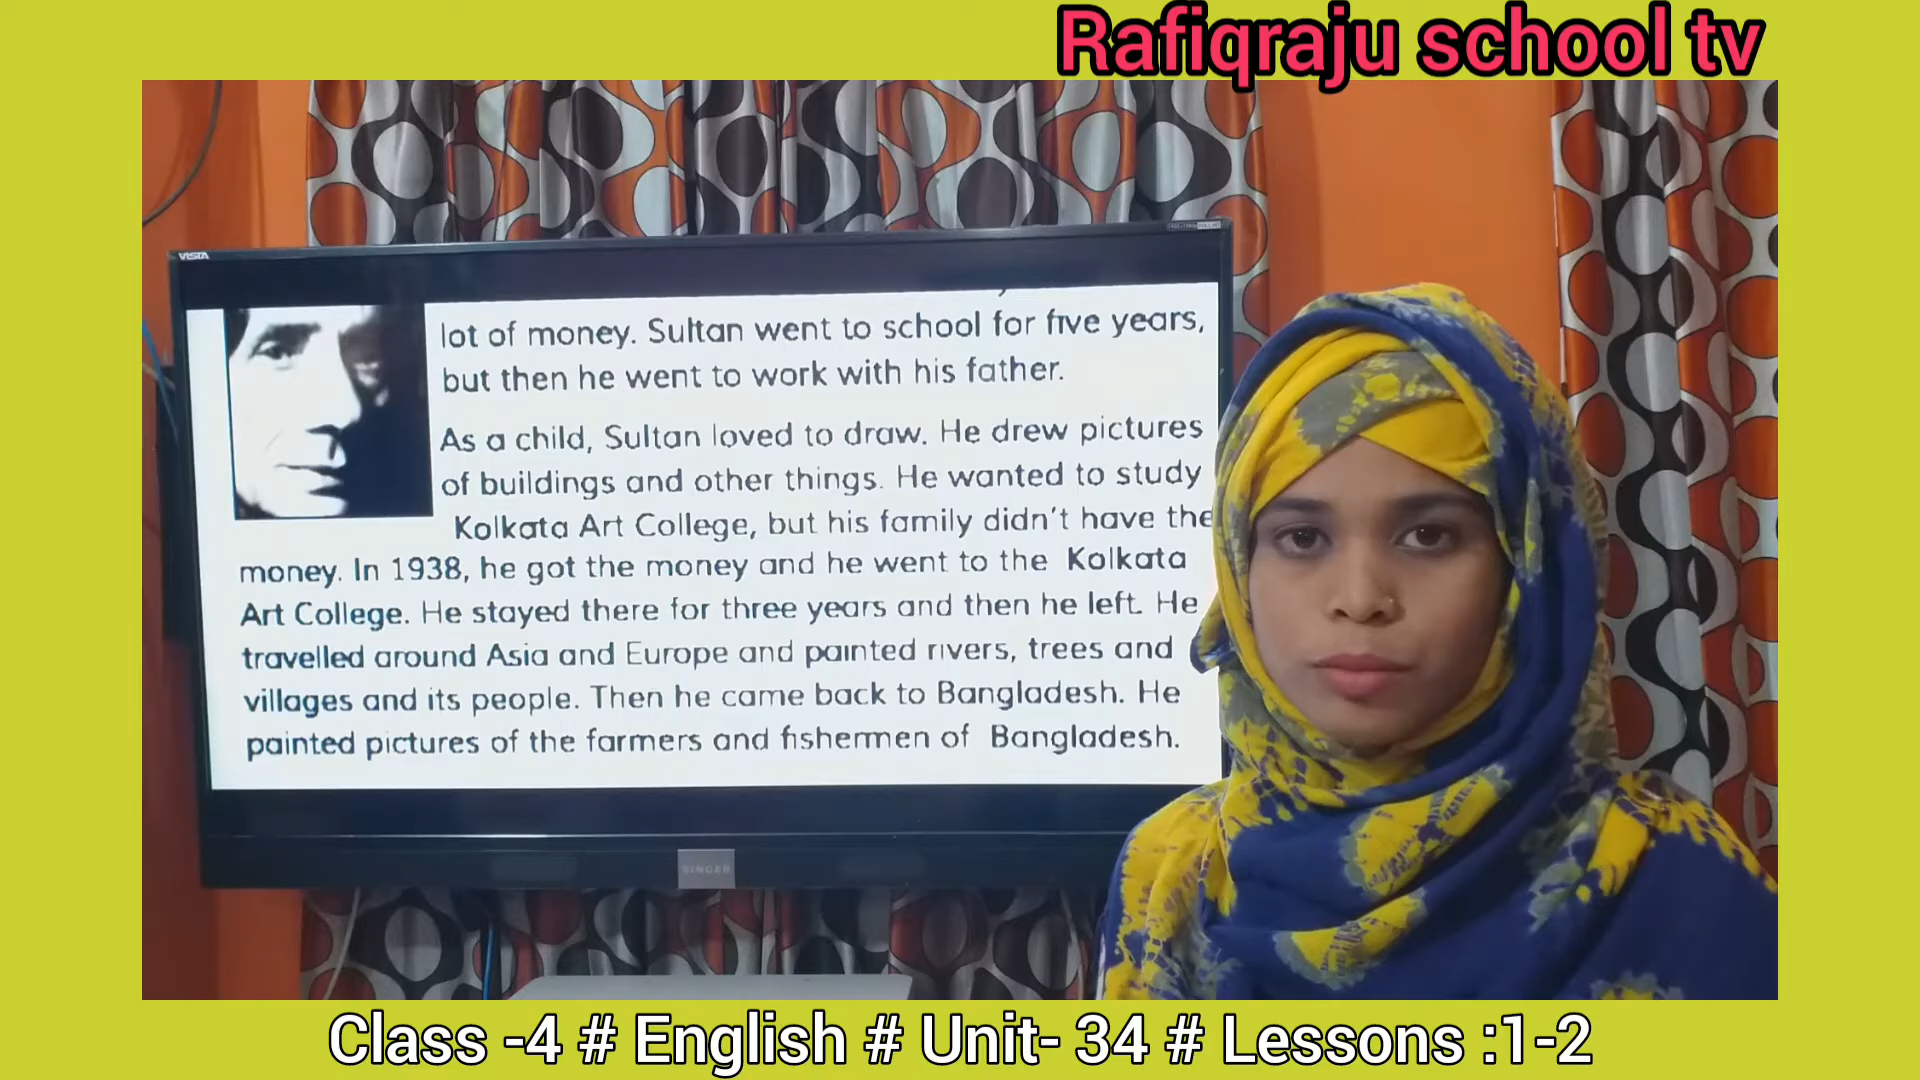 Rafiqraju school tv
VISTA
lot of money. Sultan went to school for five years,
but then he went to work with his father.
As a child, Sultan loved to draw. He drew pictures
of buildings and other things. He wanted to study
Kolkata Art College, but his family didn't have the
money. In 1938, he got the money and he went to the Kolkata
Art College. He stayed there for three years and then he left. He
travelled around Asia and Europe and painted rivers, trees and
villages and its people. Then he came back to Bangladesh. He
painted pictures of the farmers and fishermen of Bangladesh.
SINGER
Class -4 # English # Unit- 34 # Lessons :1-2